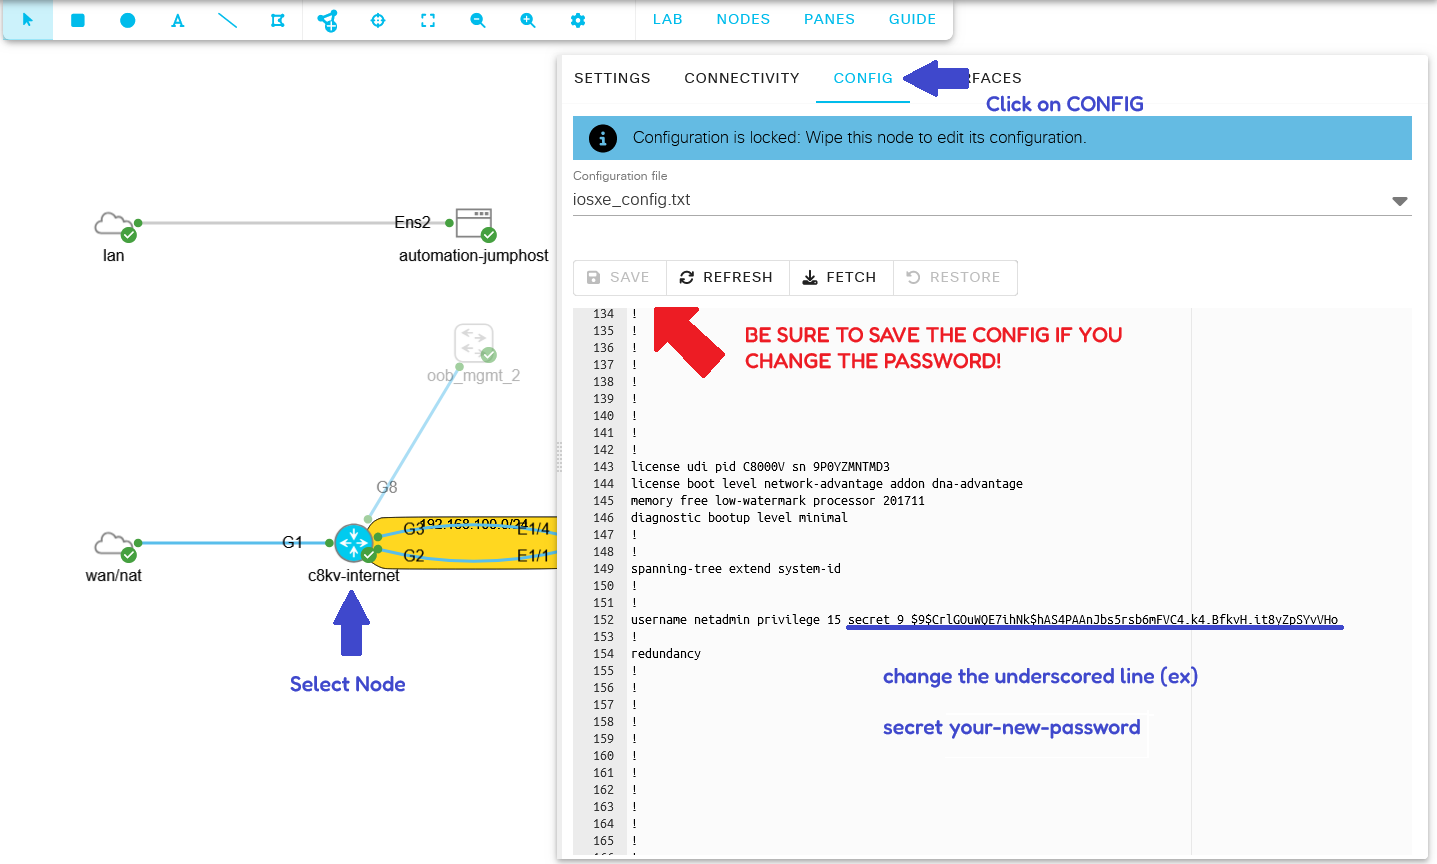 LAB NODES PANES GUIDE
SETTINGS CONNECTIVITY CONFIG RFACES
Click on CONFIG
Configuration is locked: Wipe this node to edit its configuration.
Configuration file
iosxe_config.txt
SAVE REFRESH FETCH RESTORE
BE SURE TO SAVE THE CONFIG IF YOU
CHANGE THE PASSWORD!
134 !
135 !
136 !
137 !
138 !
139 !
140 !
141 !
142 !
143 license udi pid C8000V sn 9P0YZMNTMD3
144 license boot level network-advantage addon dna-advantage
145 memory free low-watermark processor 201711
146 diagnostic bootup level minimal
147 !
148 !
149 spanning-tree extend system-id
150 !
151 !
152 username netadmin privilege 15 secret 9 $9$CrlGOuWQE7ihNk$hAS4PAAnJbs5rsb6mFVC4.k4.BfkvH.it8yZpSYvVHo
153 !
154 redundancy
155 !
156 !
157 !
158 !
159 !
160 !
161 !
162 !
163 !
164 !
165 !
change the underscored line (ex)
secret your-new-password
Ens2
lan
automation-jumphost
oob_mgmt_2
G8
192.168.100.0/24
G3 E1/4
G1
G2 E1/1
wan/nat
c8kv-internet
Select Node